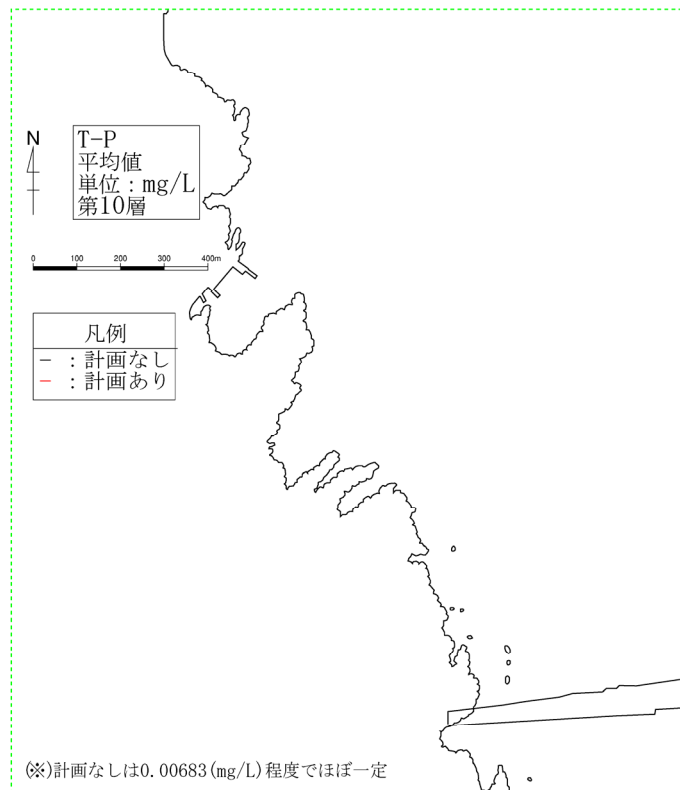 N
T-P
平均値
単位：mg/L
第10層
0 100 200 300 400m
凡例
− ：計画なし
− ：計画あり
(※)計画なしは0.00683(mg/L)程度でほぼ一定